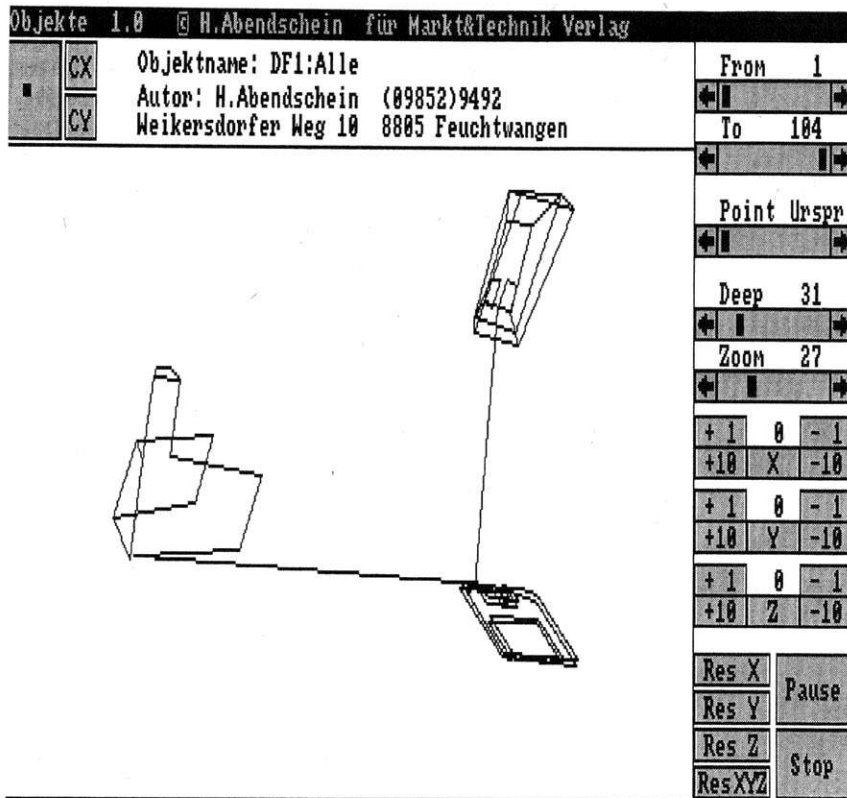 Objekte 1.0 © H.Abendschein für Markt&Technik Verlag
CX
CY
Objektname: DF1:Alle
Autor: H.Abendschein (09852)9492
Weikersdorfer Weg 10 8805 Feuchtwangen
From 1
To 104
Point Urspr
Deep 31
Zoom 27
+ 1 0 - 1
+10 X -10
+ 1 0 - 1
+10 Y -10
+ 1 0 - 1
+10 Z -10
Res X
Res Y
Res Z
ResXYZ
Pause
Stop